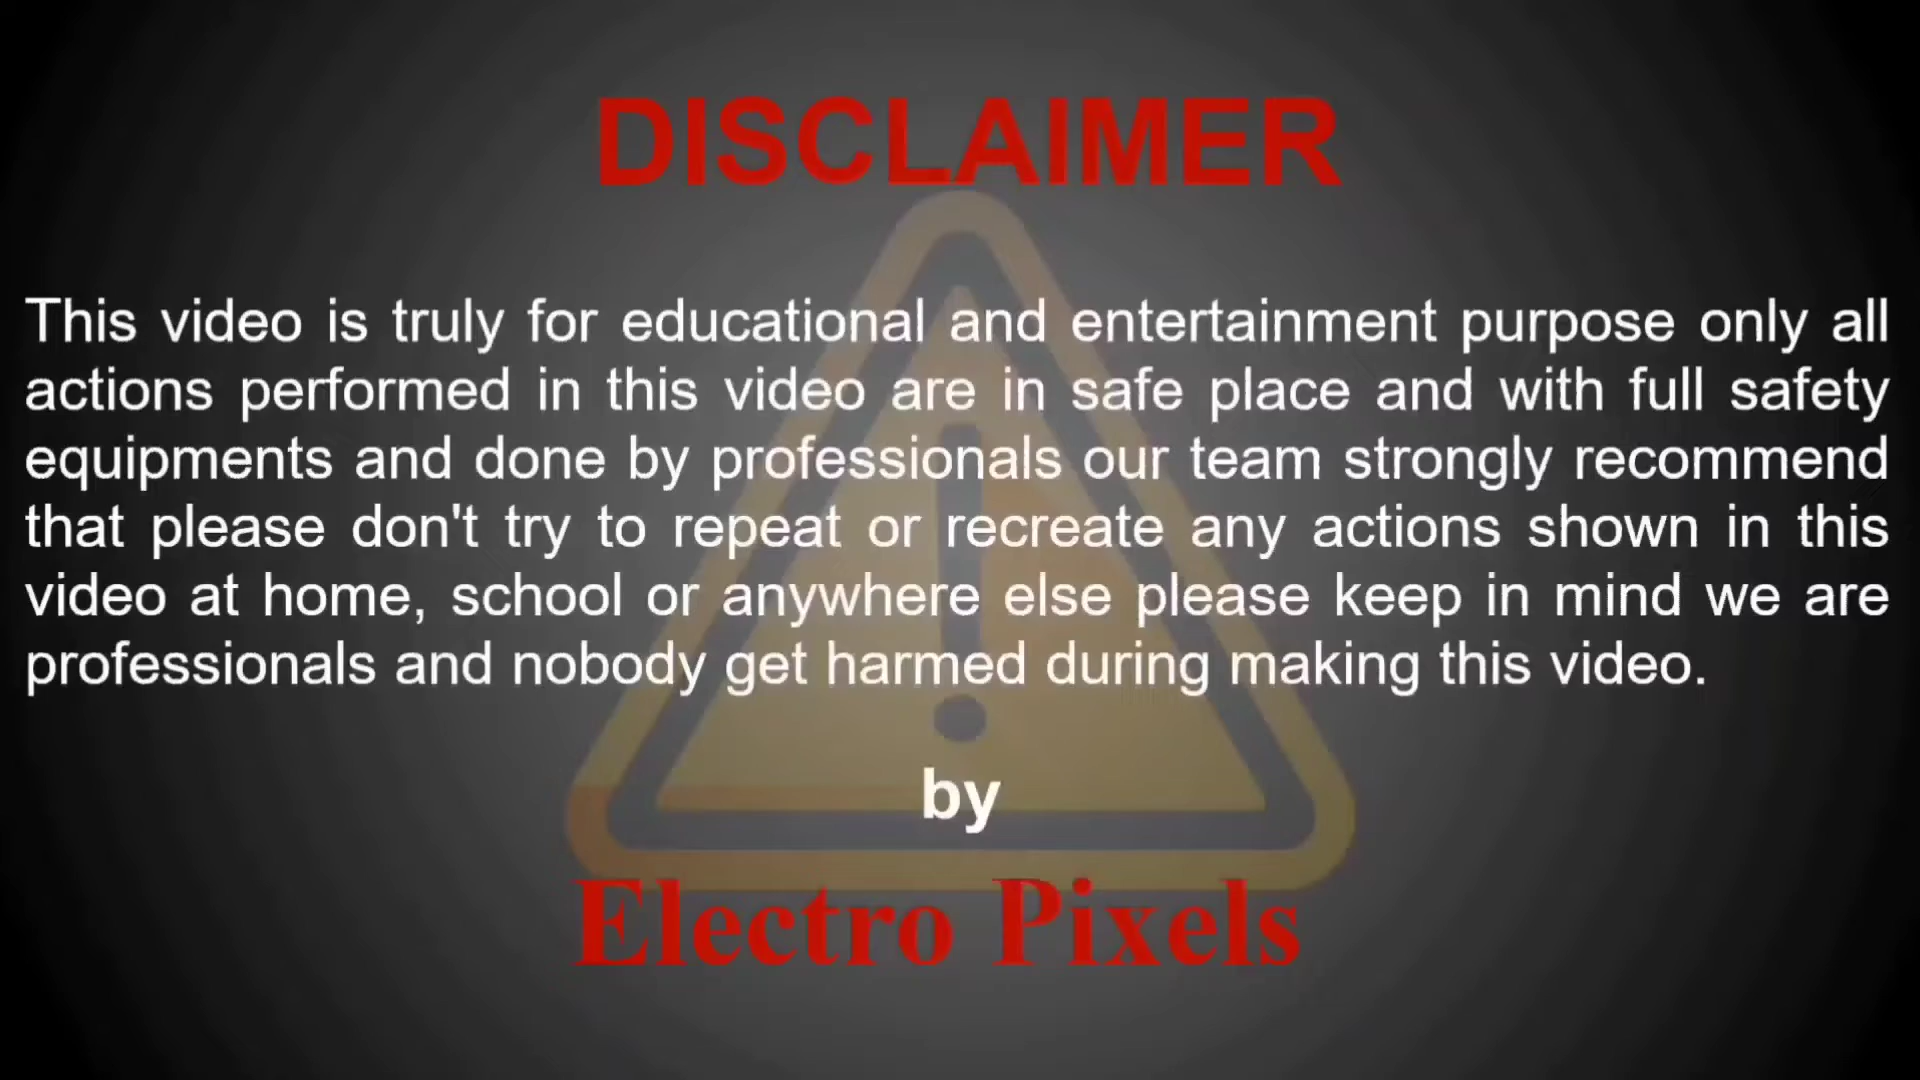 DISCLAIMER
This video is truly for educational and entertainment purpose only all
actions performed in this video are in safe place and with full safety
equipments and done by professionals our team strongly recommend
that please don't try to repeat or recreate any actions shown in this
video at home, school or anywhere else please keep in mind we are
professionals and nobody get harmed during making this video.
by
Electro Pixels